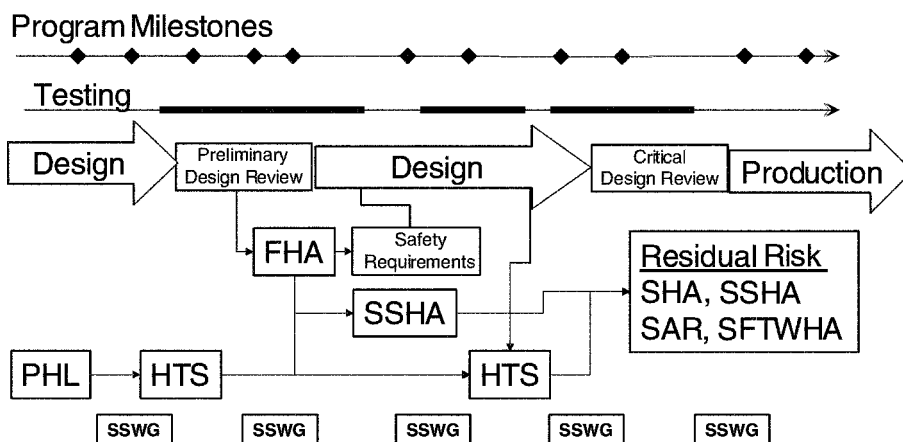 Program Milestones
Testing
Design
Preliminary
Design Review
Design
Critical
Design Review
Production
FHA
Safety
Requirements
Residual Risk
SHA, SSHA
SAR, SFTWHA
SSHA
PHL
HTS
HTS
SSWG
SSWG
SSWG
SSWG
SSWG